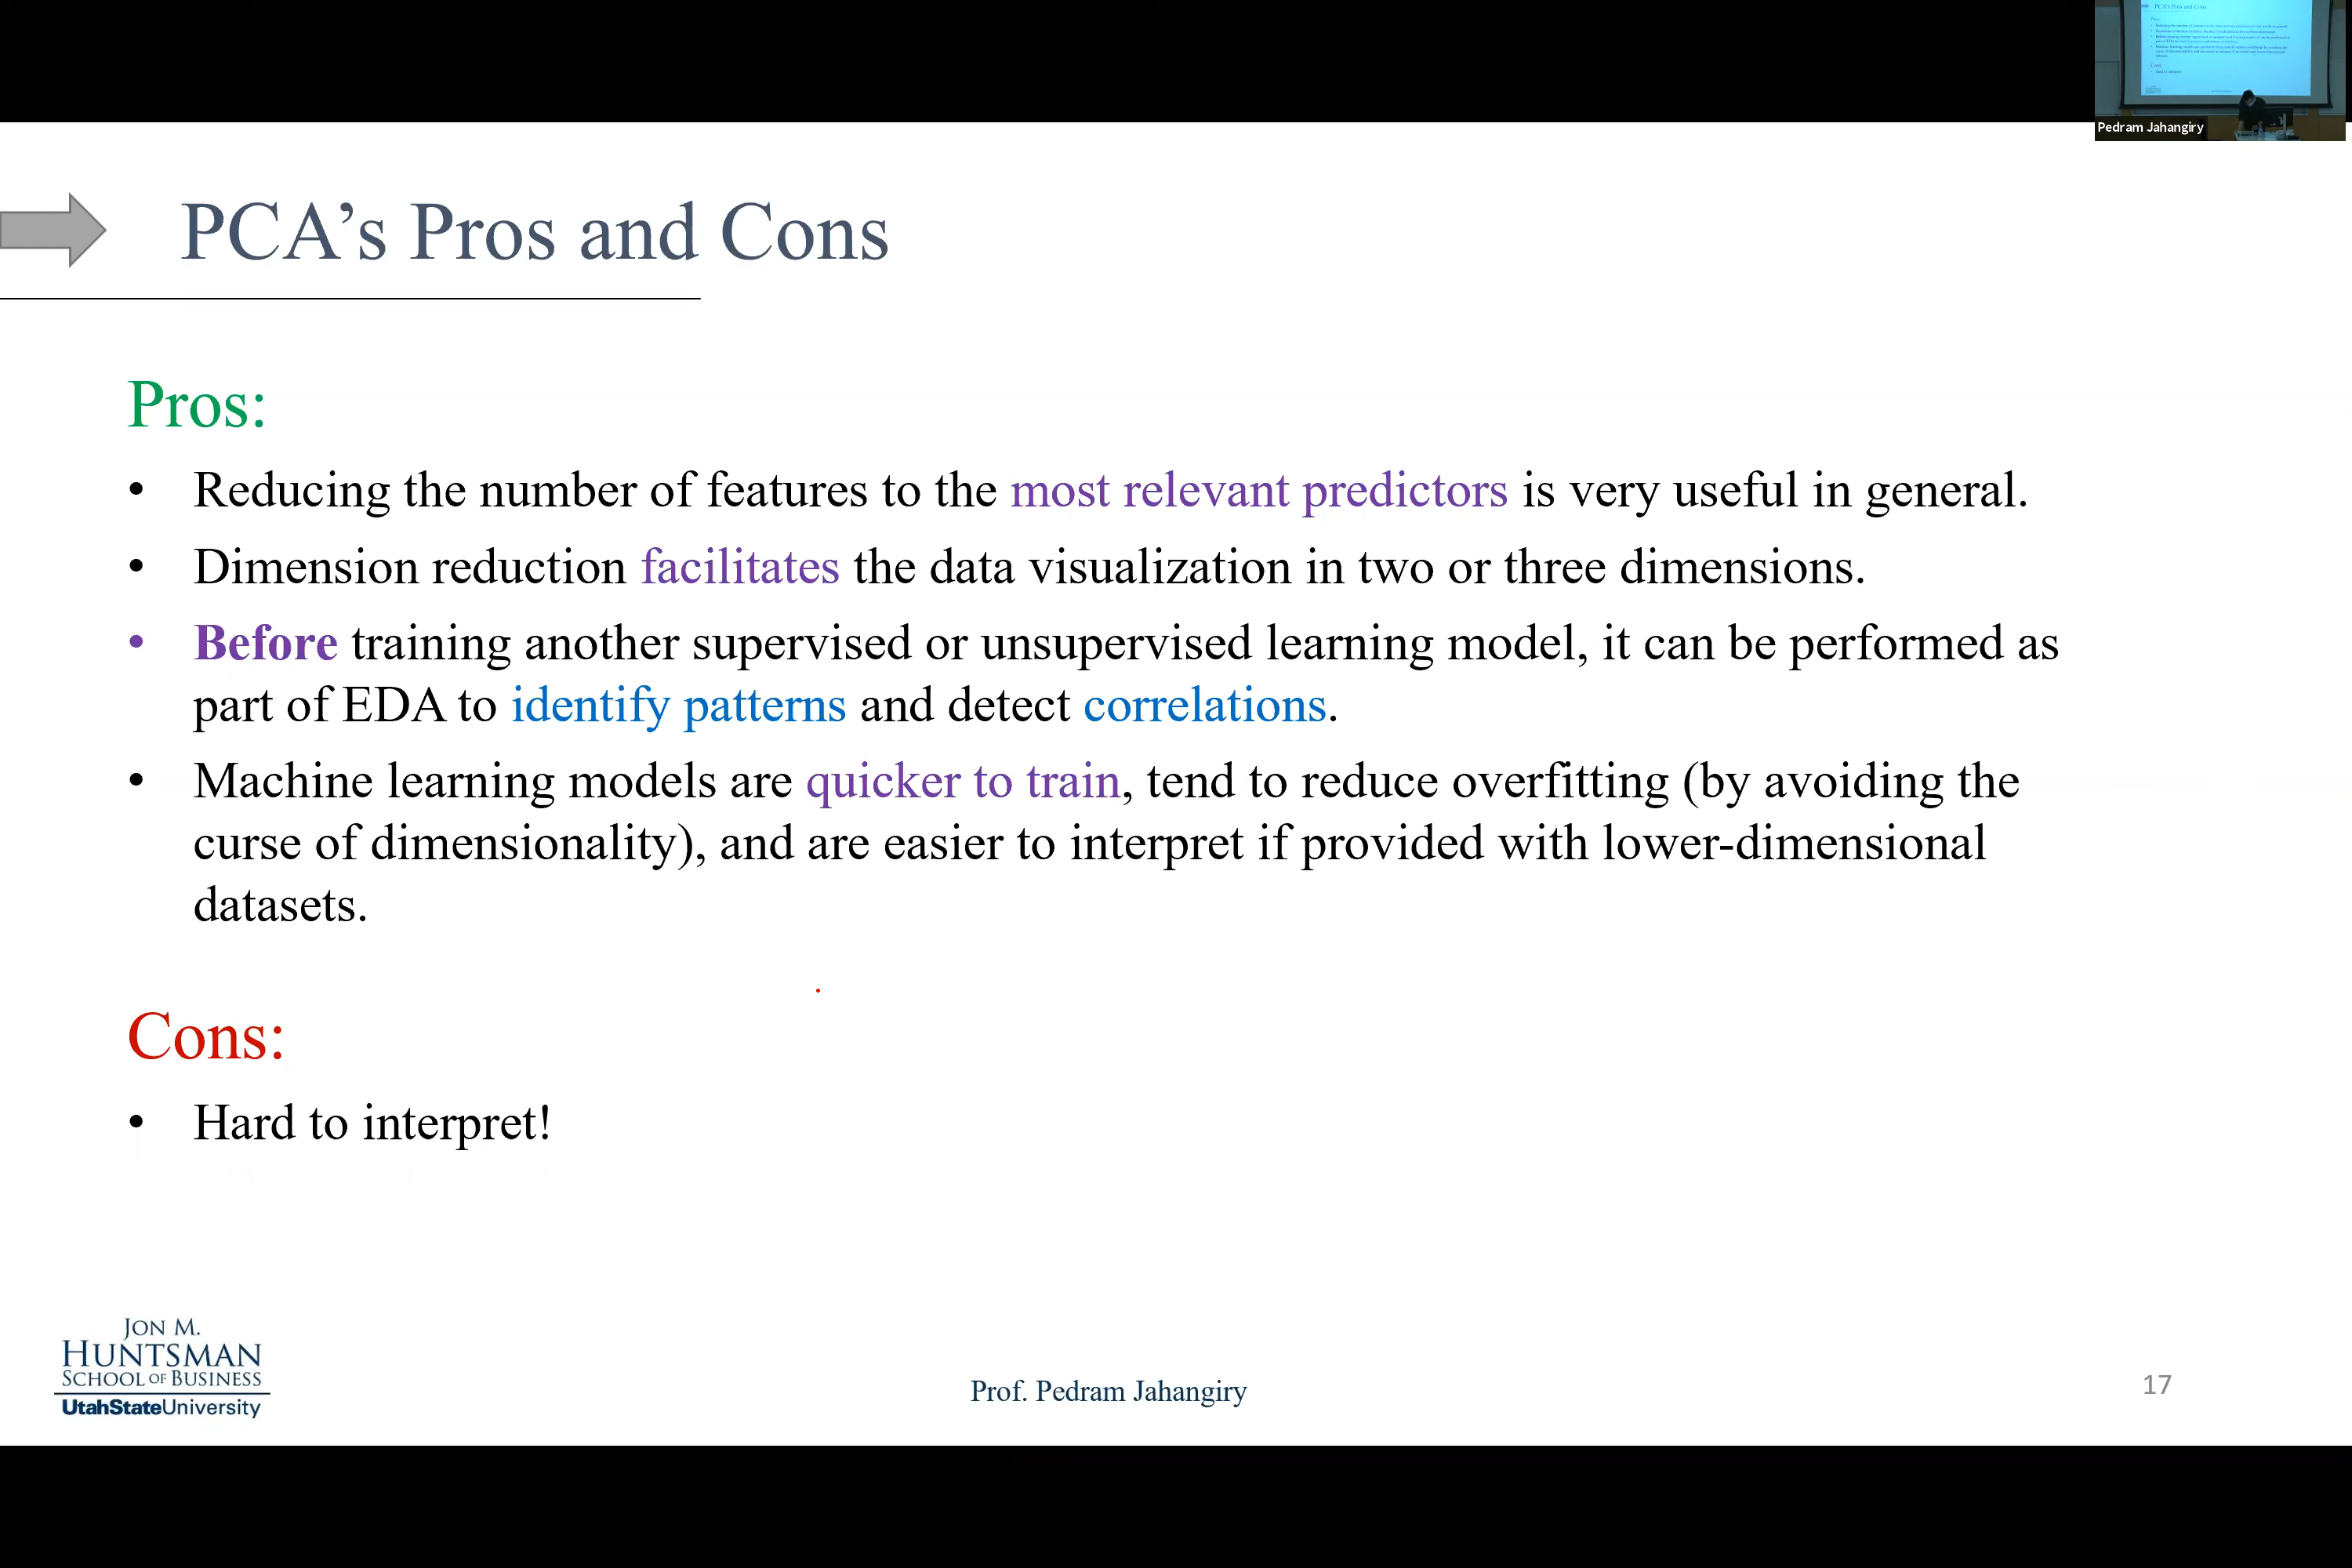 PCA's Pros and Cons
Pedram Jahangiry
PCA’s Pros and Cons
Pros:
• Reducing the number of features to the most relevant predictors is very useful in general.
• Dimension reduction facilitates the data visualization in two or three dimensions.
• Before training another supervised or unsupervised learning model, it can be performed as
part of EDA to identify patterns and detect correlations.
• Machine learning models are quicker to train, tend to reduce overfitting (by avoiding the
curse of dimensionality), and are easier to interpret if provided with lower-dimensional
datasets.
Cons:
• Hard to interpret!
JON M.
HUNTSMAN
SCHOOL OF BUSINESS
UtahStateUniversity
Prof. Pedram Jahangiry
17